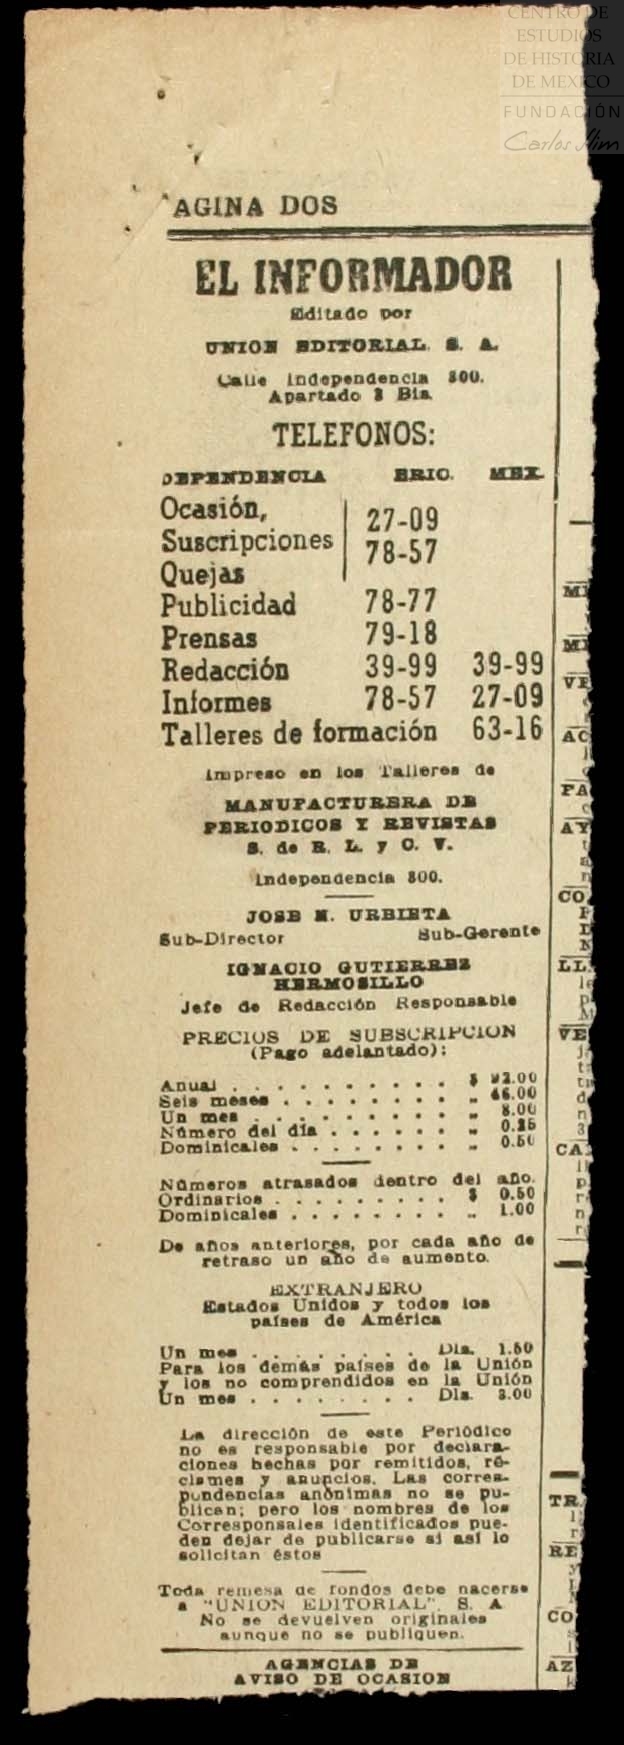 CENTRO DE
ESTUDIOS
DE HISTORIA
DE MEXICO
FUNDACIÓN
Carlos Slim
AGINA DOS
EL INFORMADOR
Editado por
UNION EDITORIAL. S. A.
Calle Independencia 300.
Apartado 3 Bis.
TELEFONOS:
DEPENDENCIA ERIC. MEX.
Ocasión, 27-09
Suscripciones 78-57
Quejas
Publicidad 78-77
Prensas 79-18
Redacción 39-99 39-99
Informes 78-57 27-09
Talleres de formación 63-16
Impreso en los Talleres de
MANUFACTURERA DE
PERIODICOS Y REVISTAS
S. de R. L. y C. V.
Independencia 300.
JOSE M. URBIETA
Sub-Director Sub-Gerente
IGNACIO GUTIERREZ
HERMOSILLO
Jefe de Redacción Responsable
PRECIOS DE SUBSCRIPCION
(Pago adelantado):
Anual . . . . . . . . . . $ 92.00
Seis meses . . . . . . . . „ 46.00
Un mes . . . . . . . . . „ 8.00
Número del día . . . . . . „
Dominicales . . . . . . . „ 0.50
Números atrasados dentro del año.
Ordinarios . . . . . . . . . $ 0.50
Dominicales . . . . . . . . „ 1.00
De años anteriores, por cada año de
retraso un año de aumento.
EXTRANJERO
Estados Unidos y todos los
países de América
Un mes . . . . . . . . Dls. 1.50
Para los demás países de la Unión
y los no comprendidos en la Unión
Un mes . . . . . . . . Dls. 3.00
La dirección de este Periódico
no es responsable por declara-
ciones hechas por remitidos, ré-
clames y anuncios. Las corres-
pondencias anónimas no se pu-
blican; pero los nombres de los
Corresponsales identificados pue-
den dejar de publicarse si así lo
solicitan éstos
Toda remesa de fondos debe hacerse
a "UNION EDITORIAL", S. A
No se devuelven originales
aunque no se publiquen.
AGENCIAS DE
AVISO DE OCASION